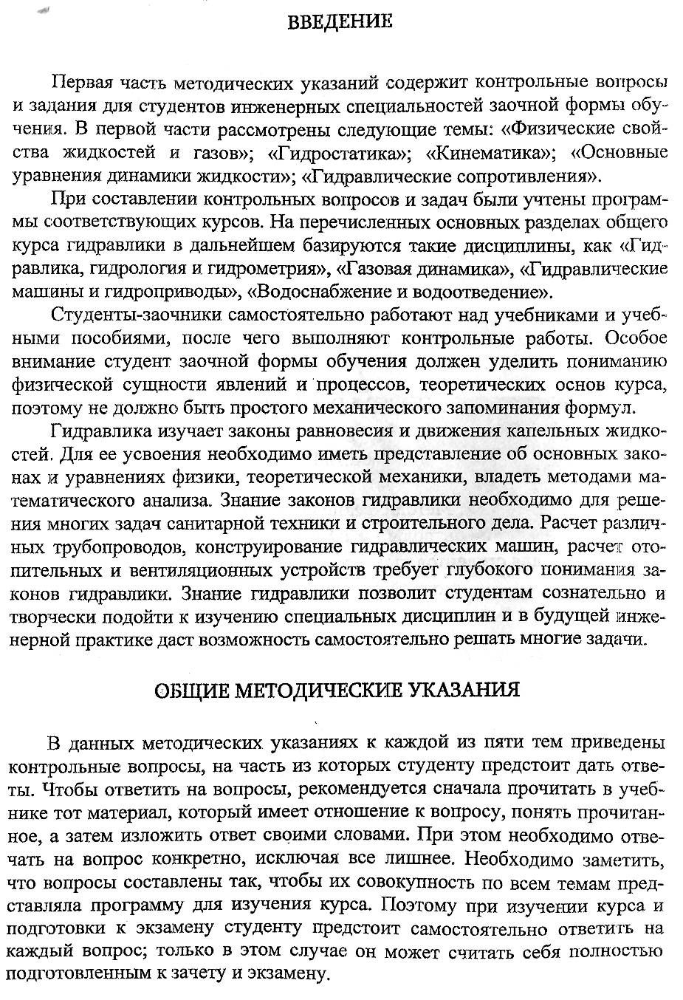 ВВЕДЕНИЕ
Первая часть методических указаний содержит контрольные вопросы
и задания для студентов инженерных специальностей заочной формы обу-
чения. В первой части рассмотрены следующие темы: «Физические свой-
ства жидкостей и газов»; «Гидростатика»; «Кинематика»; «Основные
уравнения динамики жидкости»; «Гидравлические сопротивления».
При составлении контрольных вопросов и задач были учтены програм-
мы соответствующих курсов. На перечисленных основных разделах общего
курса гидравлики в дальнейшем базируются такие дисциплины, как «Гид-
равлика, гидрология и гидрометрия», «Газовая динамика», «Гидравлические
машины и гидроприводы», «Водоснабжение и водоотведение».
Студенты-заочники самостоятельно работают над учебниками и учеб-
ными пособиями, после чего выполняют контрольные работы. Особое
внимание студент заочной формы обучения должен уделить пониманию
физической сущности явлений и процессов, теоретических основ курса,
поэтому не должно быть простого механического запоминания формул.
Гидравлика изучает законы равновесия и движения капельных жидко-
стей. Для ее усвоения необходимо иметь представление об основных зако-
нах и уравнениях физики, теоретической механики, владеть методами ма-
тематического анализа. Знание законов гидравлики необходимо для реше-
ния многих задач санитарной техники и строительного дела. Расчет различ-
ных трубопроводов, конструирование гидравлических машин, расчет ото-
пительных и вентиляционных устройств требует глубокого понимания за-
конов гидравлики. Знание гидравлики позволит студентам сознательно и
творчески подойти к изучению специальных дисциплин и в будущей инже-
нерной практике даст возможность самостоятельно решать многие задачи.
ОБЩИЕ МЕТОДИЧЕСКИЕ УКАЗАНИЯ
В данных методических указаниях к каждой из пяти тем приведены
контрольные вопросы, на часть из которых студенту предстоит дать отве-
ты. Чтобы ответить на вопросы, рекомендуется сначала прочитать в учеб-
нике тот материал, который имеет отношение к вопросу, понять прочитан-
ное, а затем изложить ответ своими словами. При этом необходимо отве-
чать на вопрос конкретно, исключая все лишнее. Необходимо заметить,
что вопросы составлены так, чтобы их совокупность по всем темам пред-
ставляла программу для изучения курса. Поэтому при изучении курса и
подготовки к экзамену студенту предстоит самостоятельно ответить на
каждый вопрос; только в этом случае он может считать себя полностью
подготовленным к зачету и экзамену.